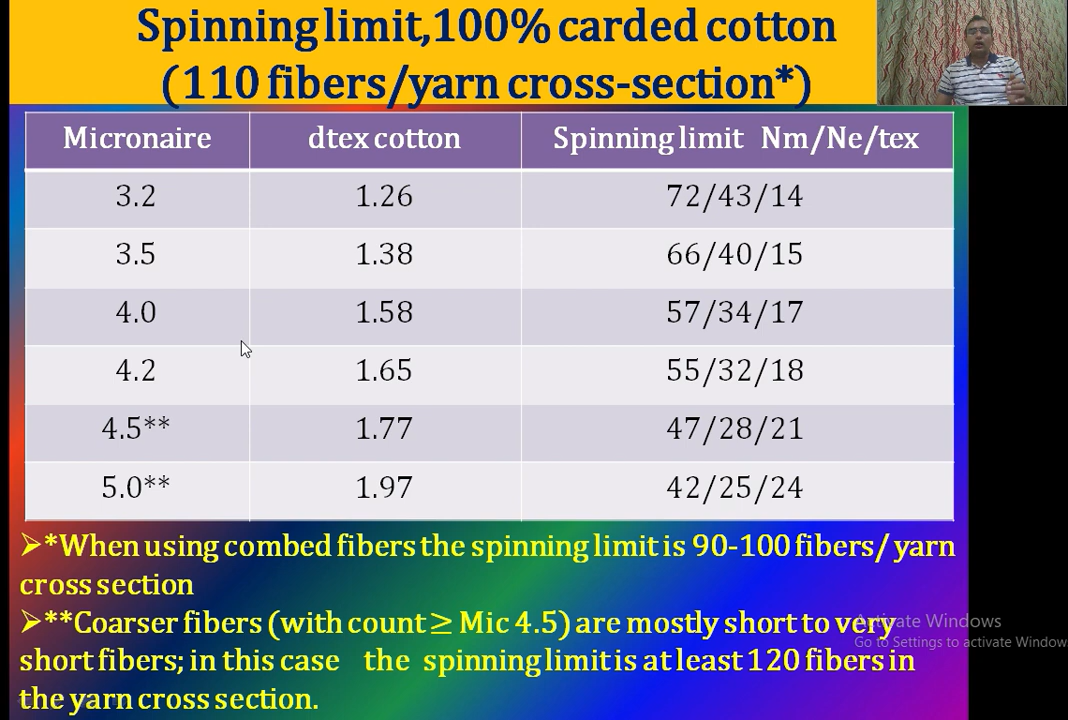 Spinning limit,100% carded cotton
(110 fibers/yarn cross-section*)
Micronaire dtex cotton Spinning limit Nm/Ne/tex
3.2 1.26 72/43/14
3.5 1.38 66/40/15
4.0 1.58 57/34/17
4.2 1.65 55/32/18
4.5** 1.77 47/28/21
5.0** 1.97 42/25/24
➢*When using combed fibers the spinning limit is 90-100 fibers/ yarn
cross section
➢**Coarser fibers (with count ≥ Mic 4.5) are mostly short to very
short fibers; in this case the spinning limit is at least 120 fibers in
the yarn cross section.
Activate Windows
Go to Settings to activate Window